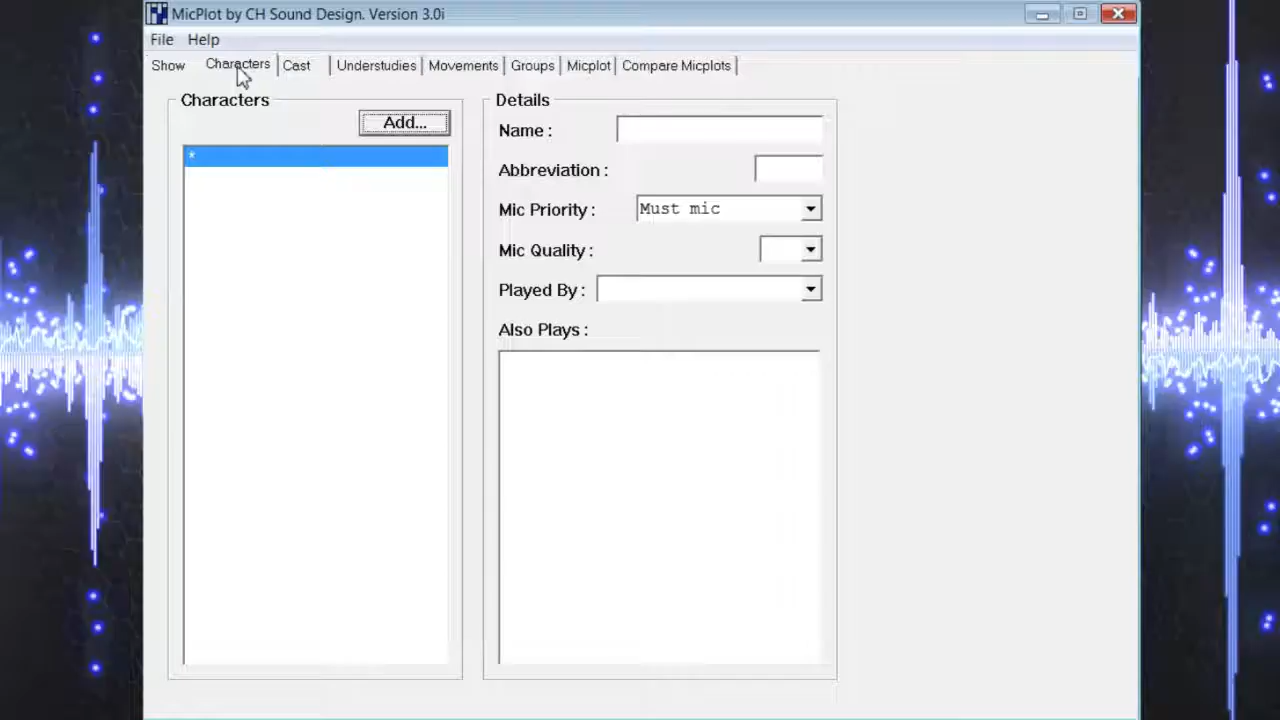 MicPlot by CH Sound Design. Version 3.0i
File Help
Show Characters Cast Understudies Movements Groups Micplot Compare Micplots
Characters
Add...
*
Details
Name :
Abbreviation :
Mic Priority : Must mic
Mic Quality :
Played By :
Also Plays :